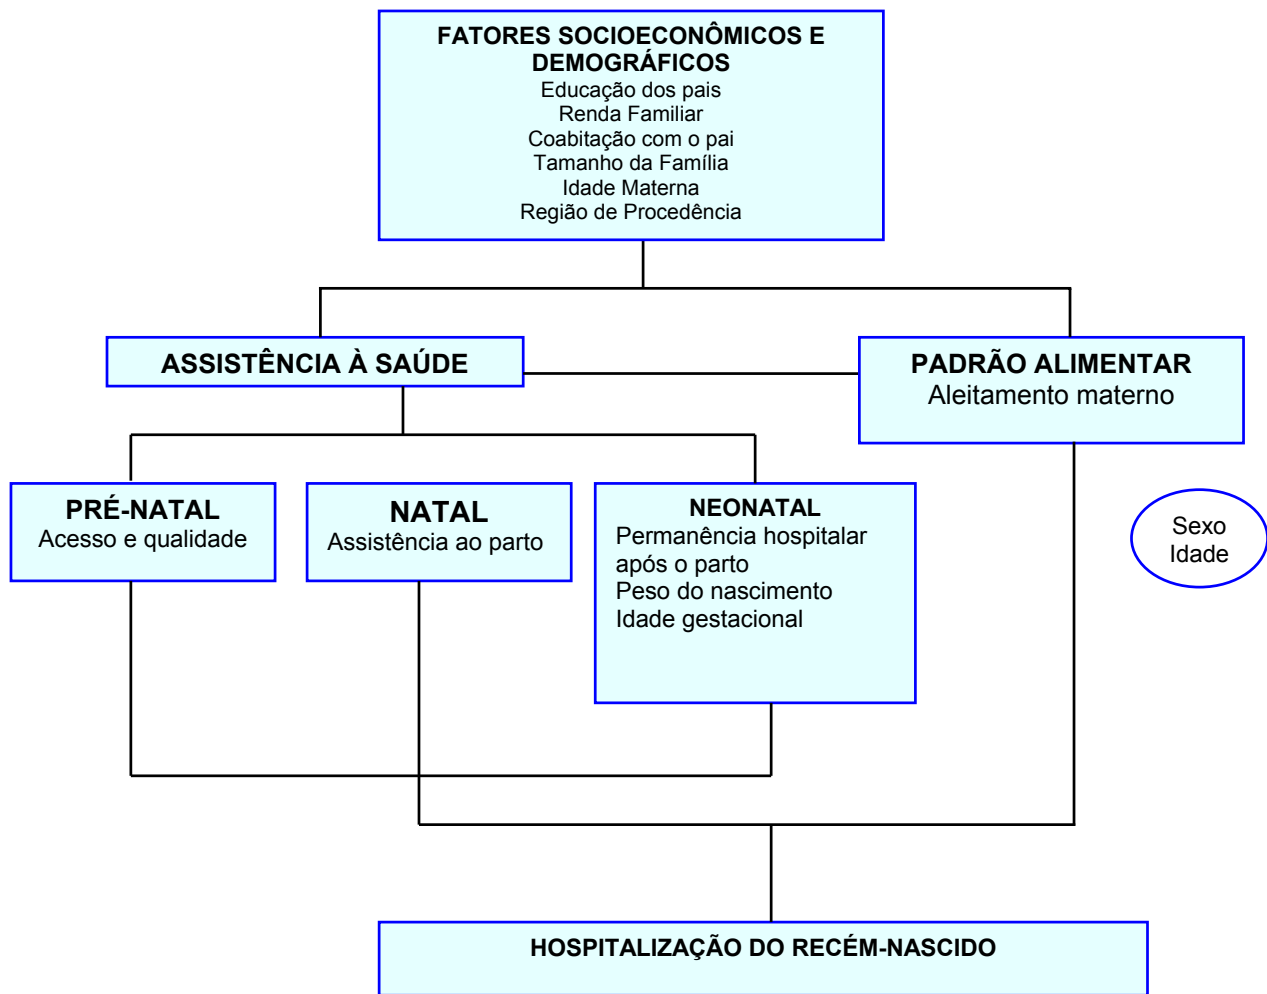 FATORES SOCIOECONÔMICOS E
DEMOGRÁFICOS
Educação dos pais
Renda Familiar
Coabitação com o pai
Tamanho da Família
Idade Materna
Região de Procedência
ASSISTÊNCIA À SAÚDE
PADRÃO ALIMENTAR
Aleitamento materno
PRÉ-NATAL
Acesso e qualidade
NATAL
Assistência ao parto
NEONATAL
Permanência hospitalar
após o parto
Peso do nascimento
Idade gestacional
Sexo
Idade
HOSPITALIZAÇÃO DO RECÉM-NASCIDO